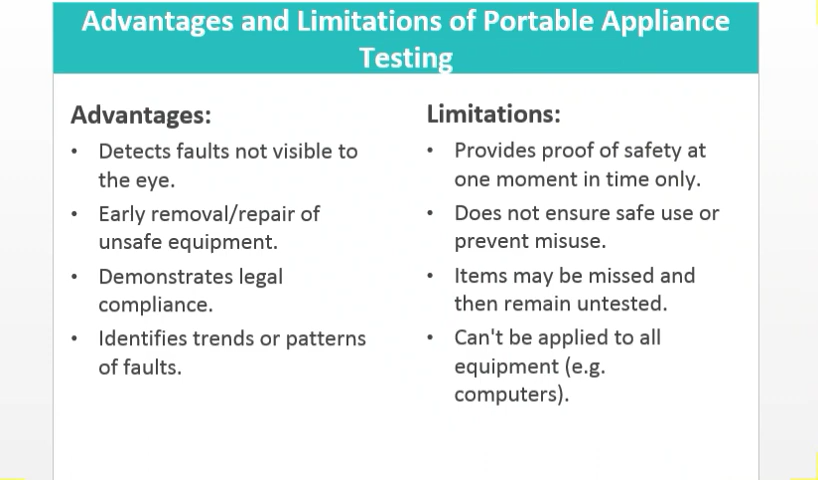 Advantages and Limitations of Portable Appliance
Testing
Advantages:
• Detects faults not visible to
the eye.
• Early removal/repair of
unsafe equipment.
• Demonstrates legal
compliance.
• Identifies trends or patterns
of faults.
Limitations:
• Provides proof of safety at
one moment in time only.
• Does not ensure safe use or
prevent misuse.
• Items may be missed and
then remain untested.
• Can't be applied to all
equipment (e.g.
computers).